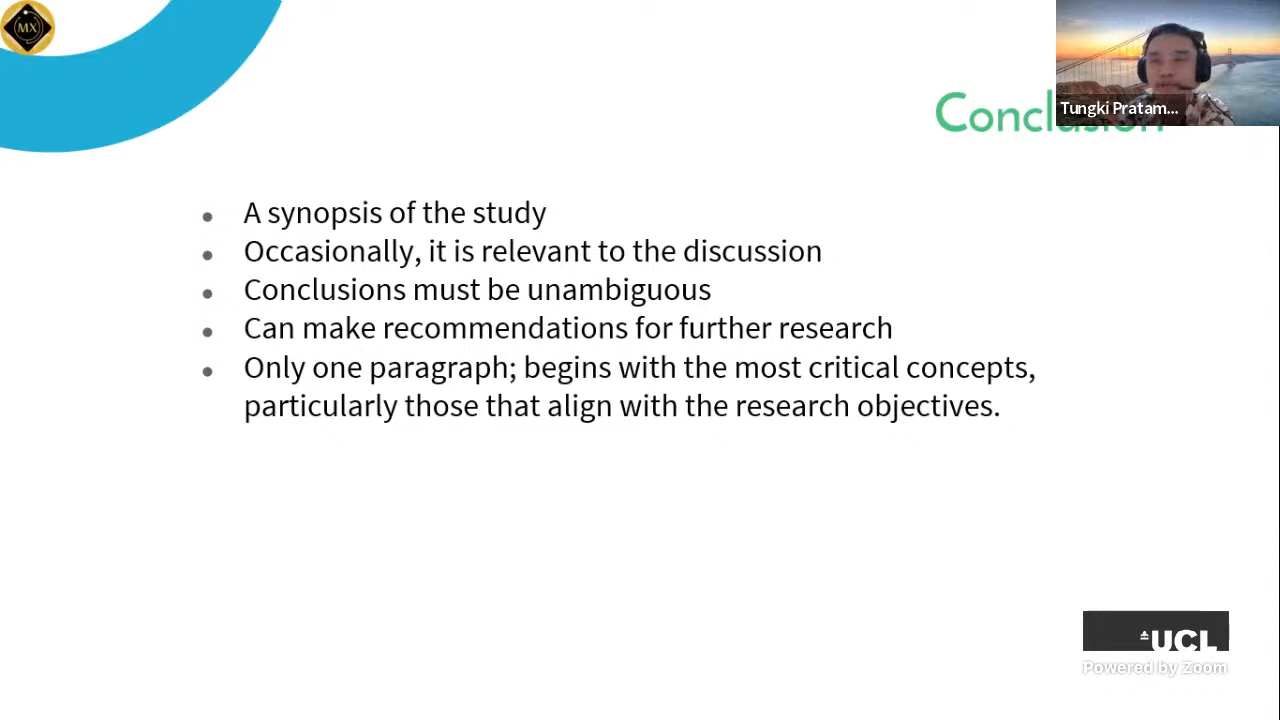 MX
Conclusion
Tungki Pratam...
A synopsis of the study
Occasionally, it is relevant to the discussion
Conclusions must be unambiguous
Can make recommendations for further research
Only one paragraph; begins with the most critical concepts,
particularly those that align with the research objectives.
UCL
Powered by Zoom